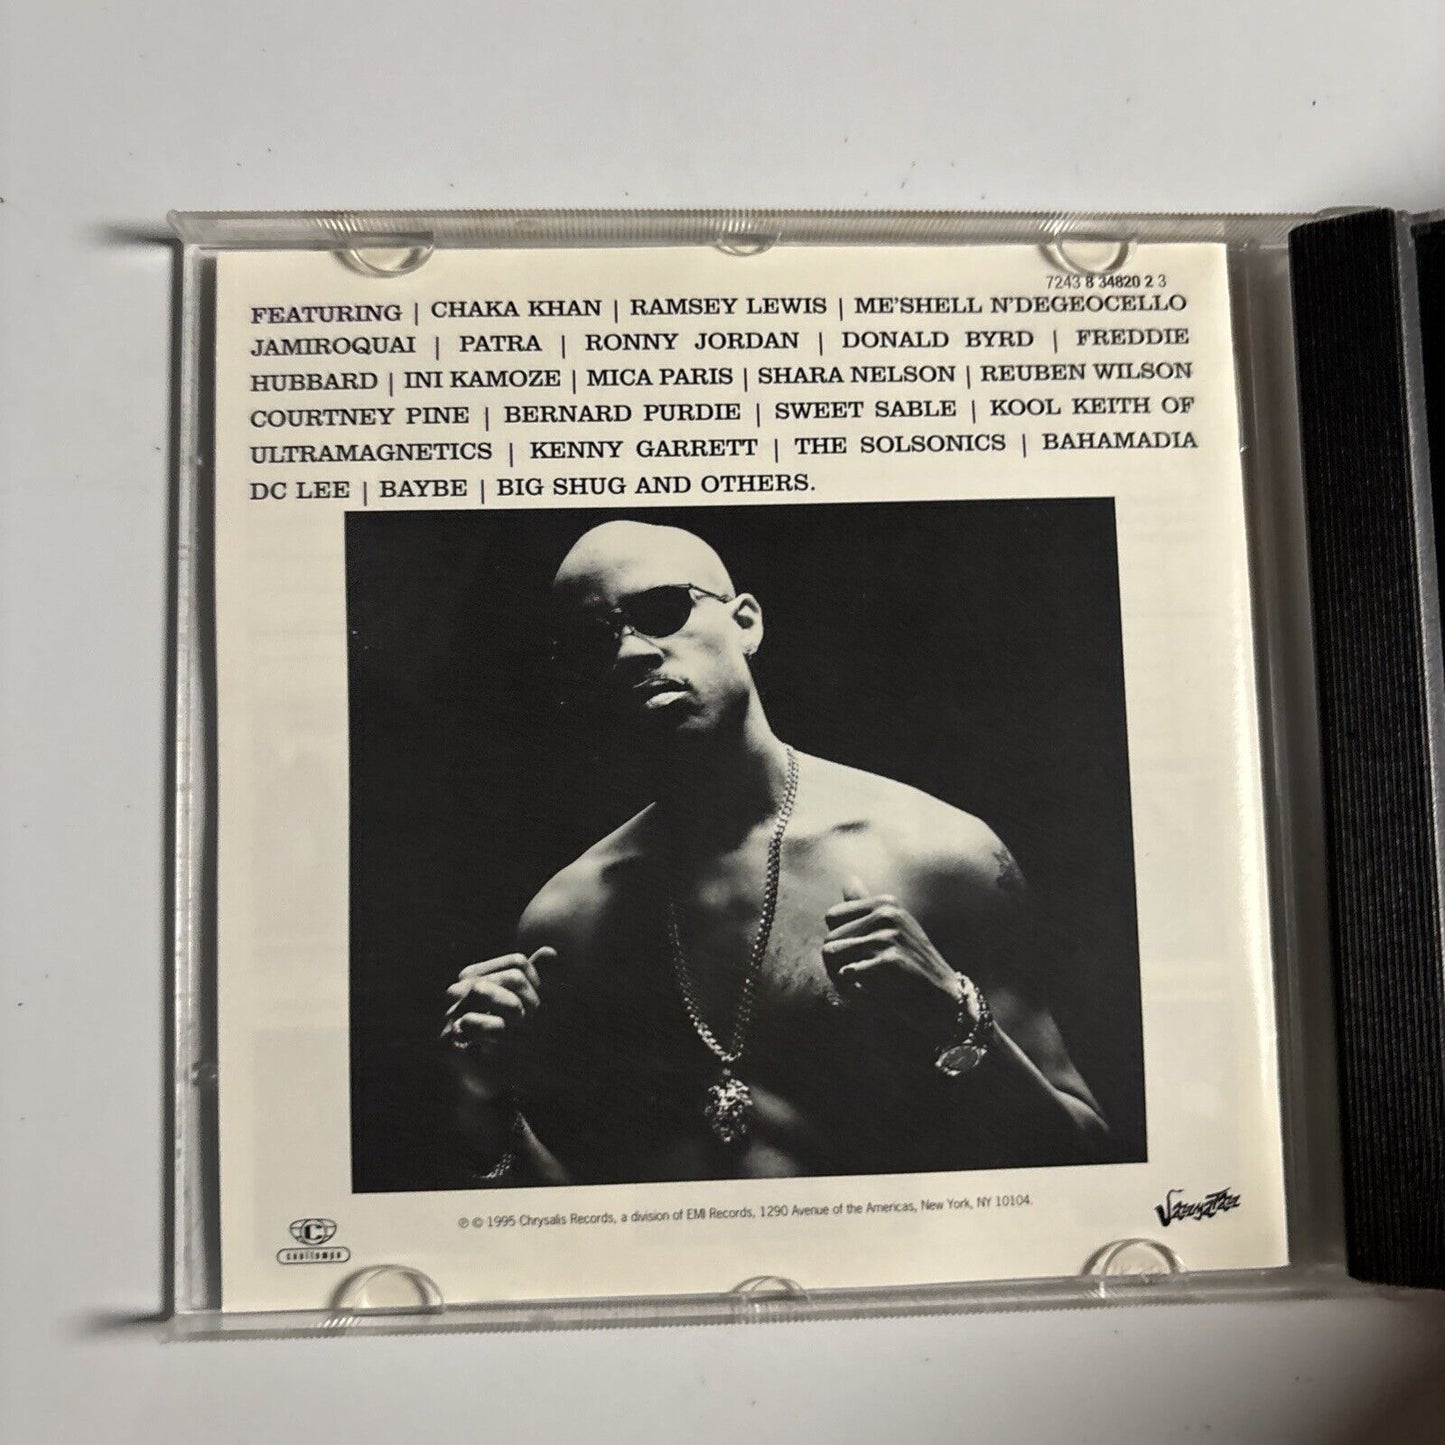 7243 8 34820 2 3
FEATURING | CHAKA KHAN | RAMSEY LEWIS | ME'SHELL N'DEGEOCELLO
JAMIROQUAI | PATRA | RONNY JORDAN | DONALD BYRD | FREDDIE
HUBBARD | INI KAMOZE | MICA PARIS | SHARA NELSON | REUBEN WILSON
COURTNEY PINE | BERNARD PURDIE | SWEET SABLE | KOOL KEITH OF
ULTRAMAGNETICS | KENNY GARRETT | THE SOLSONICS | BAHAMADIA
DC LEE | BAYBE | BIG SHUG AND OTHERS.
℗ © 1995 Chrysalis Records, a division of EMI Records, 1290 Avenue of the Americas, New York, NY 10104.
C
cooltempo
Jazzmatazz